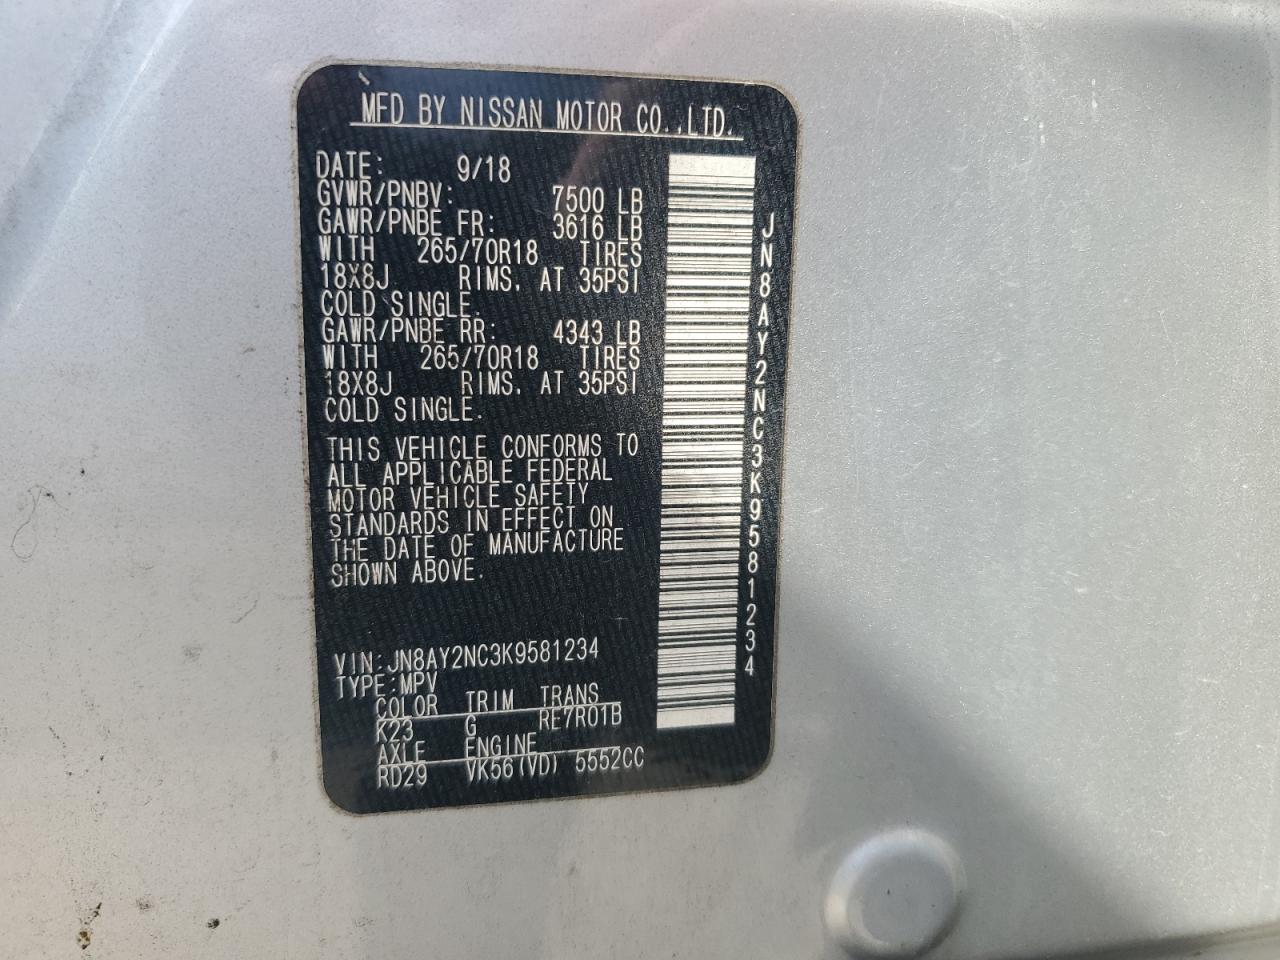 MFD BY NISSAN MOTOR CO.,LTD.
DATE: 9/18
GVWR/PNBV: 7500 LB
GAWR/PNBE FR: 3616 LB
WITH 265/70R18 TIRES
18X8J RIMS. AT 35PSI
COLD SINGLE.
GAWR/PNBE RR: 4343 LB
WITH 265/70R18 TIRES
18X8J RIMS. AT 35PSI
COLD SINGLE.
THIS VEHICLE CONFORMS TO
ALL APPLICABLE FEDERAL
MOTOR VEHICLE SAFETY
STANDARDS IN EFFECT ON
THE DATE OF MANUFACTURE
SHOWN ABOVE.
VIN:JN8AY2NC3K9581234
TYPE:MPV
COLOR TRIM TRANS
K23 G RE7R01B
AXLE ENGINE
RD29 VK56(VD) 5552CC
JN8AY2NC3K9581234